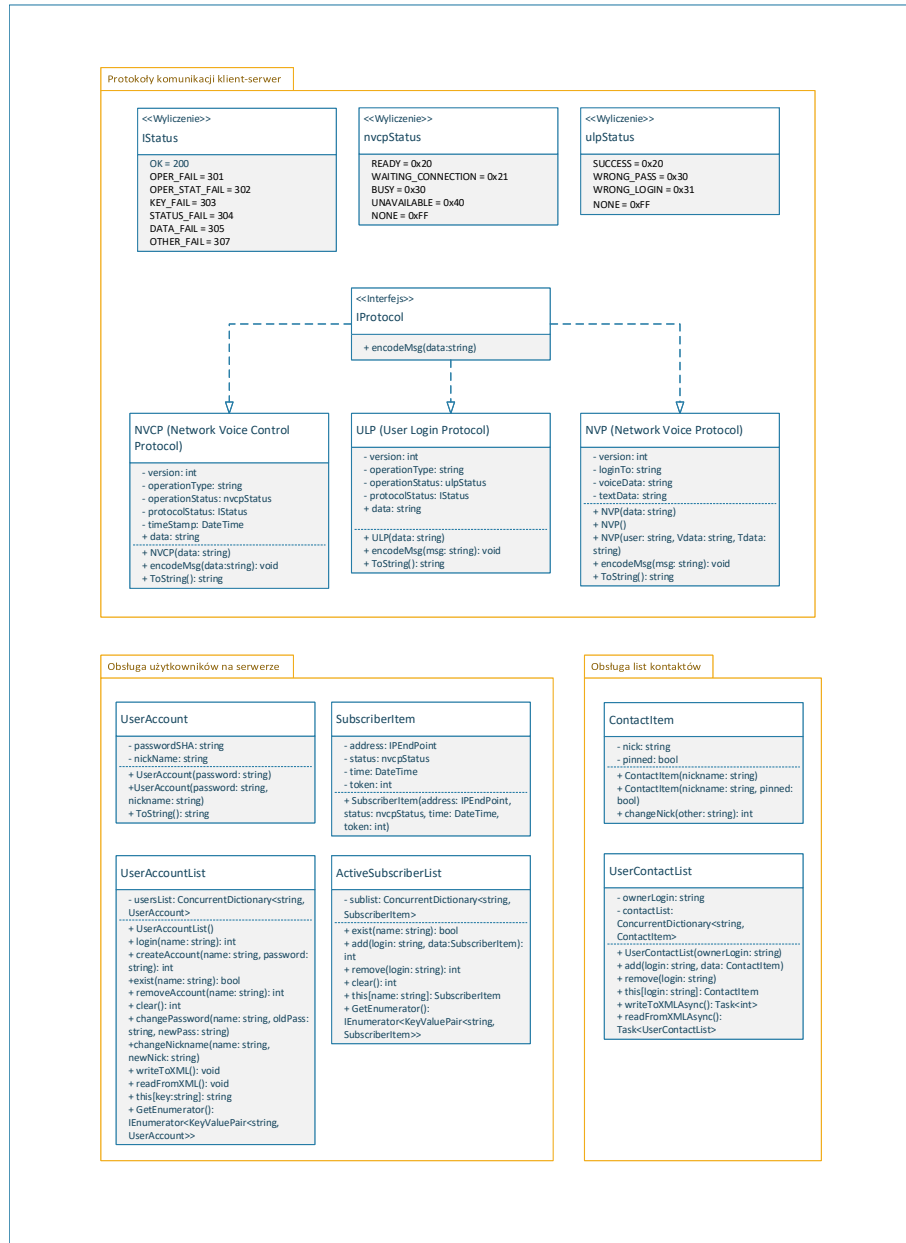 Protokoły komunikacji klient-serwer
<<Wyliczenie>>
IStatus
OK = 200
OPER_FAIL = 301
OPER_STAT_FAIL = 302
KEY_FAIL = 303
STATUS_FAIL = 304
DATA_FAIL = 305
OTHER_FAIL = 307
<<Wyliczenie>>
nvcpStatus
READY = 0x20
WAITING_CONNECTION = 0x21
BUSY = 0x30
UNAVAILABLE = 0x40
NONE = 0xFF
<<Wyliczenie>>
ulpStatus
SUCCESS = 0x20
WRONG_PASS = 0x30
WRONG_LOGIN = 0x31
NONE = 0xFF
<<Interfejs>>
IProtocol
+ encodeMsg(data:string)
NVCP (Network Voice Control
Protocol)
- version: int
- operationType: string
- operationStatus: nvcpStatus
- protocolStatus: IStatus
- timeStamp: DateTime
+ data: string
+ NVCP(data: string)
+ encodeMsg(data:string): void
+ ToString(): string
ULP (User Login Protocol)
- version: int
- operationType: string
- operationStatus: ulpStatus
- protocolStatus: IStatus
+ data: string
+ ULP(data: string)
+ encodeMsg(msg: string): void
+ ToString(): string
NVP (Network Voice Protocol)
- version: int
- loginTo: string
- voiceData: string
- textData: string
+ NVP(data: string)
+ NVP()
+ NVP(user: string, Vdata: string, Tdata:
string)
+ encodeMsg(msg: string): void
+ ToString(): string
Obsługa użytkowników na serwerze
UserAccount
- passwordSHA: string
- nickName: string
+ UserAccount(password: string)
+UserAccount(password: string,
nickname: string)
+ ToString(): string
SubscriberItem
- address: IPEndPoint
- status: nvcpStatus
- time: DateTime
- token: int
+ SubscriberItem(address: IPEndPoint,
status: nvcpStatus, time: DateTime,
token: int)
UserAccountList
- usersList: ConcurrentDictionary<string,
UserAccount>
+ UserAccountList()
+ login(name: string): int
+ createAccount(name: string, password:
string): int
+exist(name: string): bool
+ removeAccount(name: string): int
+ clear(): int
+ changePassword(name: string, oldPass:
string, newPass: string)
+changeNickname(name: string,
newNick: string)
+ writeToXML(): void
+ readFromXML(): void
+ this[key:string]: string
+ GetEnumerator():
IEnumerator<KeyValuePair<string,
UserAccount>>
ActiveSubscriberList
- sublist: ConcurrentDictionary<string,
SubscriberItem>
+ exist(name: string): bool
+ add(login: string, data:SubscriberItem):
int
+ remove(login: string): int
+ clear(): int
+ this[name: string]: SubscriberItem
+ GetEnumerator():
IEnumerator<KeyValuePair<string,
SubscriberItem>>
Obsługa list kontaktów
ContactItem
- nick: string
- pinned: bool
+ ContactItem(nickname: string)
+ ContactItem(nickname: string, pinned:
bool)
+ changeNick(other: string): int
UserContactList
- ownerLogin: string
- contactList:
ConcurrentDictionary<string,
ContactItem>
+ UserContactList(ownerLogin: string)
+ add(login: string, data: ContactItem)
+ remove(login: string)
+ this[login: string]: ContactItem
+ writeToXMLAsync(): Task<int>
+ readFromXMLAsync():
Task<UserContactList>